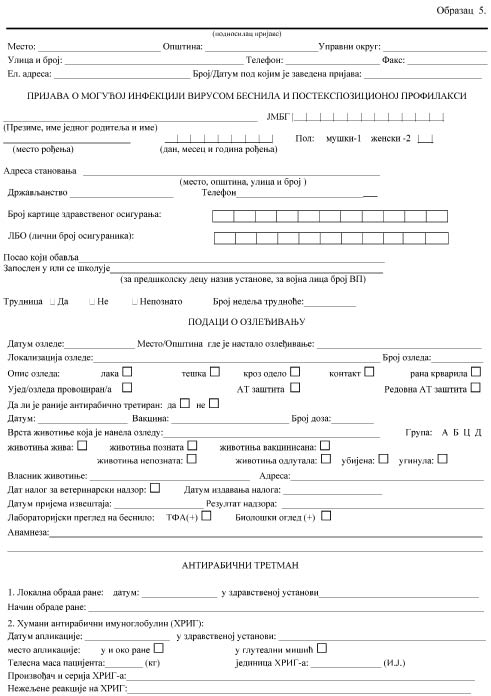 Образац 5.
(подносилац пријаве)
Место: Општина: Управни округ:
Улица и број: Телефон: Факс:
Ел. адреса: Број/Датум под којим је заведена пријава:
ПРИЈАВА О МОГУЋОЈ ИНФЕКЦИЈИ ВИРУСОМ БЕСНИЛА И ПОСТЕКСПОЗИЦИОНОЈ ПРОФИЛАКСИ
ЈМБГ
(Презиме, име једног родитеља и име)
Пол: мушки-1 женски -2
(место рођења) (дан, месец и година рођења)
Адреса становања
(место, општина, улица и број )
Држављанство Телефон
Број картице здравственог осигурања:
ЛБО (лични број осигураника):
Посао који обавља
Запослен у или се школује
(за предшколску децу назив установе, за војна лица број ВП)
Трудница □ Да □ Не □ Непознато Број недеља трудноће:
ПОДАЦИ О ОЗЛЕЂИВАЊУ
Датум озледе: Место/Општина где је настало озлеђивање:
Локализација озледе: Број озледа:
Опис озледа: лака □ тешка □ кроз одело □ контакт □ рана крварила □
Ујед/озледа провоциран/а □ АТ заштита □ Редовна АТ заштита □
Да ли је раније антирабично третиран: да □ не □
Датум: Вакцина: Број доза:
Врста животиње која је нанела озледу: Група: А Б Ц Д
животиња жива: □ животиња позната □ животиња вакцинисана: □
животиња непозната: □ животиња одлутала: □ убијена: □ угинула: □
Власник животиње: Адреса:
Дат налог за ветеринарски надзор: □ Датум издавања налога:
Датум пријема извештаја: Резултат надзора:
Лабораторијски преглед на беснило: ТФА(+) □ Биолошки оглед (+) □
Анамнеза:
АНТИРАБИЧНИ ТРЕТМАН
1. Локална обрада ране: датум: у здравственој установи
Начин обраде ране:
2. Хумани антирабични имуноглобулин (ХРИГ):
Датум апликације: у здравственој установи:
место апликације: у и око ране □ у глутеални мишић □
Телесна маса пацијента: (кг) јединица ХРИГ-а: (И.Ј.)
Произвођач и серија ХРИГ-а:
Нежељене реакције на ХРИГ: